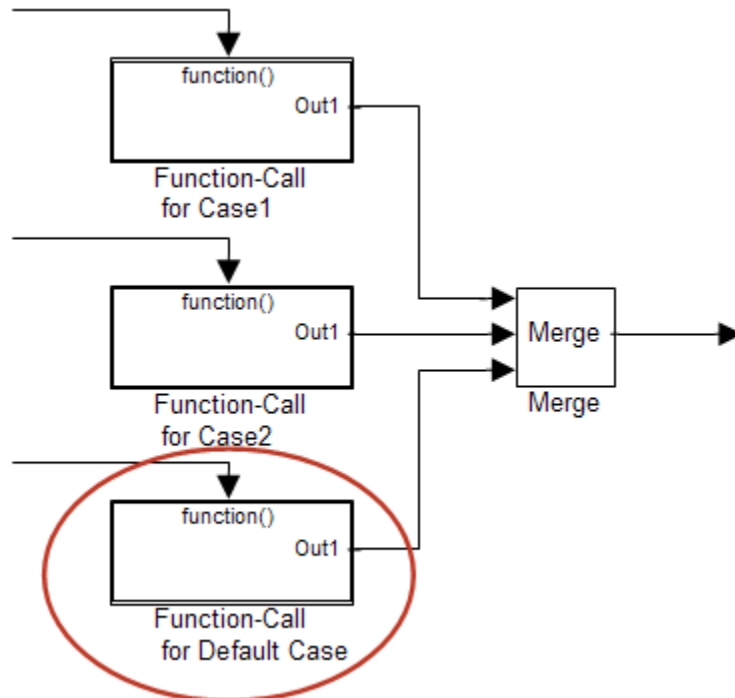 function()
Out1
Function-Call
for Case1
function()
Out1
Function-Call
for Case2
Merge
Merge
function()
Out1
Function-Call
for Default Case